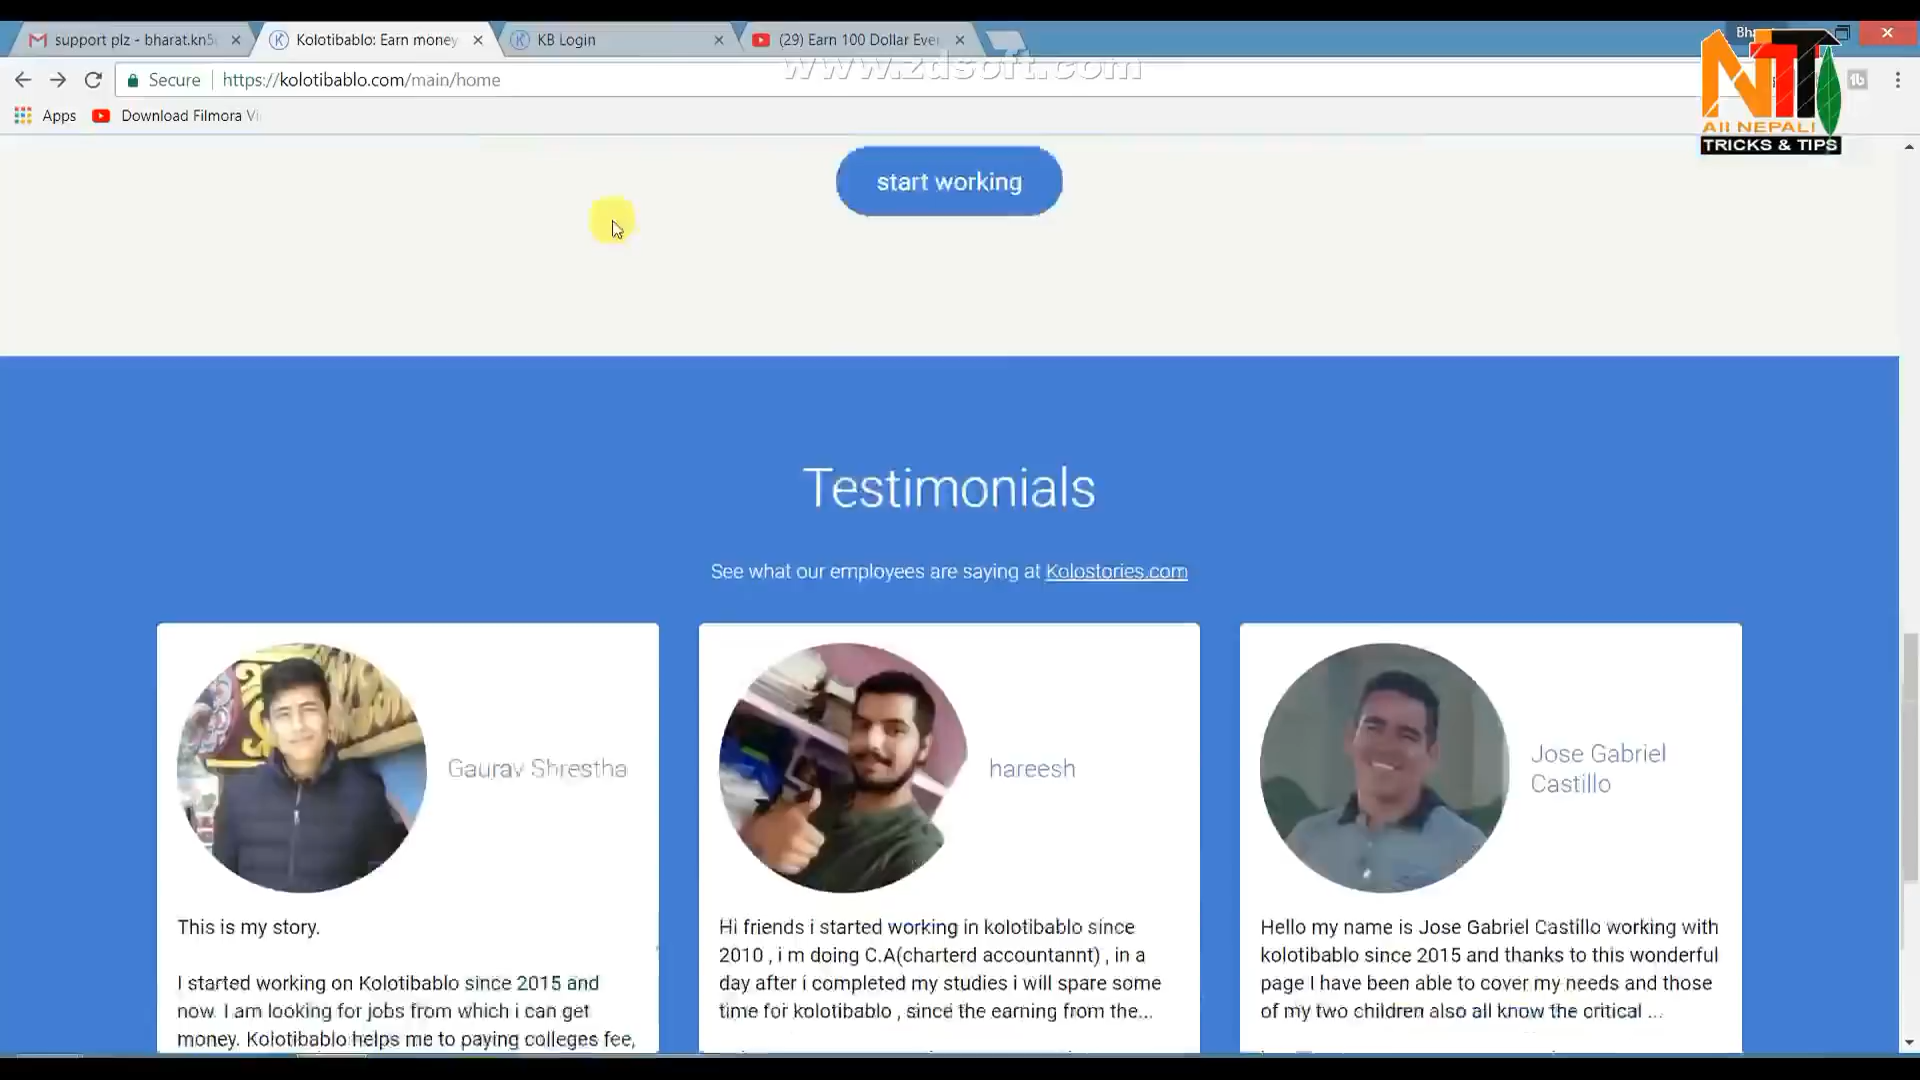 support plz - bharat.kn5
Kolotibablo: Earn money
KB Login
(29) Earn 100 Dollar Eve
www.zdsoft.com
Secure https://kolotibablo.com/main/home
Apps
Download Filmora Vi
NTT
All NEPALI
TRICKS & TIPS
start working
Testimonials
See what our employees are saying at Kolostories.com
Gaurav Shrestha
This is my story.
I started working on Kolotibablo since 2015 and
now. I am looking for jobs from which i can get
money. Kolotibablo helps me to paying colleges fee,
hareesh
Hi friends i started working in kolotibablo since
2010 , i m doing C.A(charterd accountannt) , in a
day after i completed my studies i will spare some
time for kolotibablo , since the earning from the...
Jose Gabriel
Castillo
Hello my name is Jose Gabriel Castillo working with
kolotibablo since 2015 and thanks to this wonderful
page I have been able to cover my needs and those
of my two children also all know the critical ...